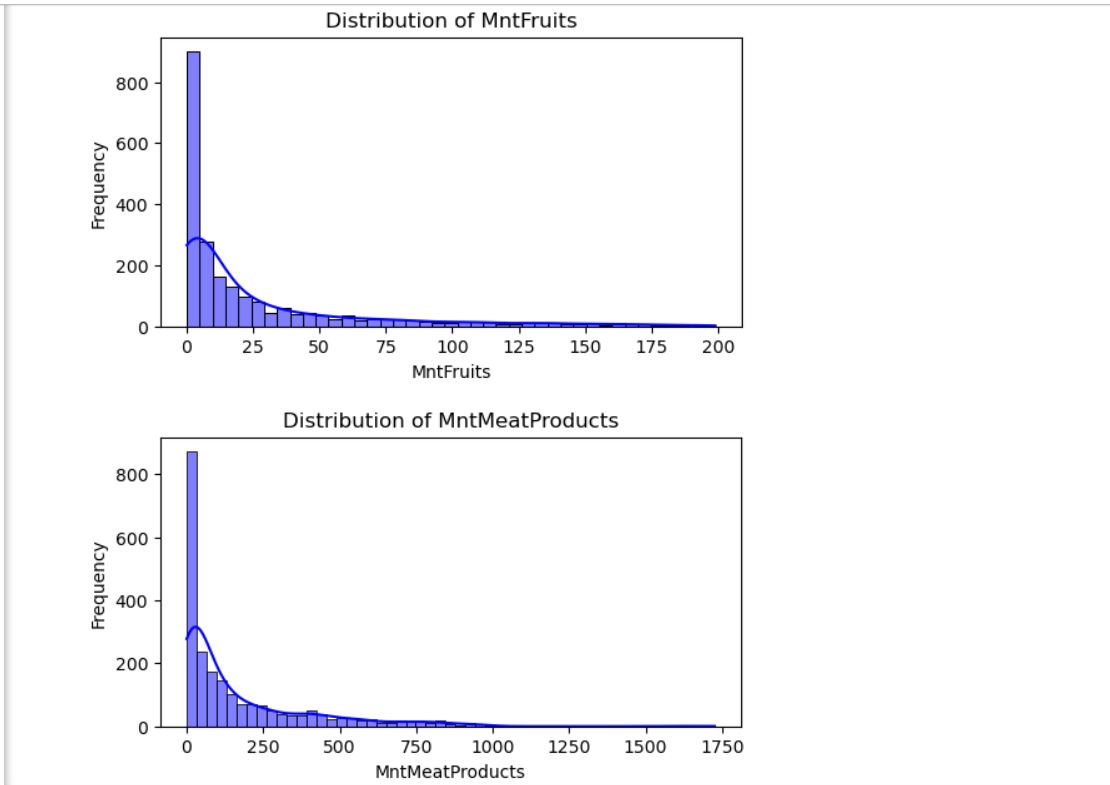 Distribution of MntFruits
800
600
400
200
0
Frequency
0 25 50 75 100 125 150 175 200
MntFruits
Distribution of MntMeatProducts
800
600
400
200
0
Frequency
0 250 500 750 1000 1250 1500 1750
MntMeatProducts